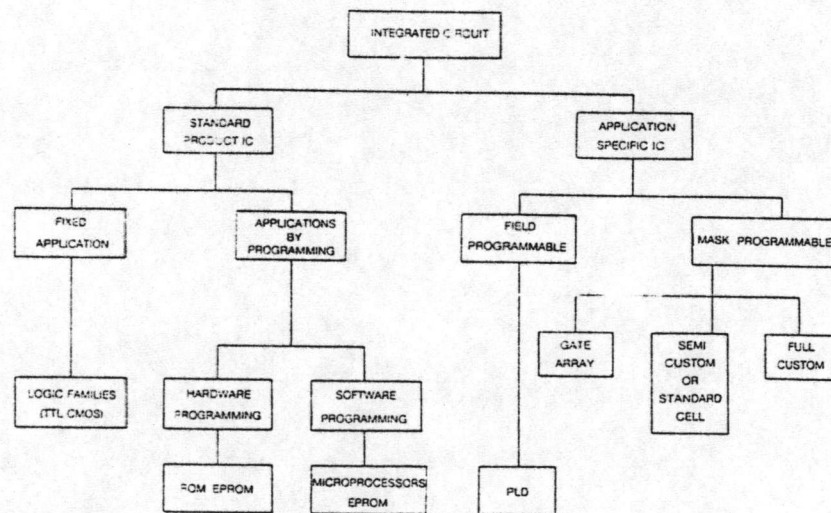 INTEGRATED CIRCUIT
STANDARD
PRODUCT IC
APPLICATION
SPECIFIC IC
FIXED
APPLICATION
APPLICATIONS
BY
PROGRAMMING
FIELD
PROGRAMMABLE
MASK PROGRAMMABLE
GATE
ARRAY
SEMI
CUSTOM
OR
STANDARD
CELL
FULL
CUSTOM
LOGIC FAMILIES
(TTL CMOS)
HARDWARE
PROGRAMMING
SOFTWARE
PROGRAMMING
ROM EPROM
MICROPROCESSORS
EPROM
PLD